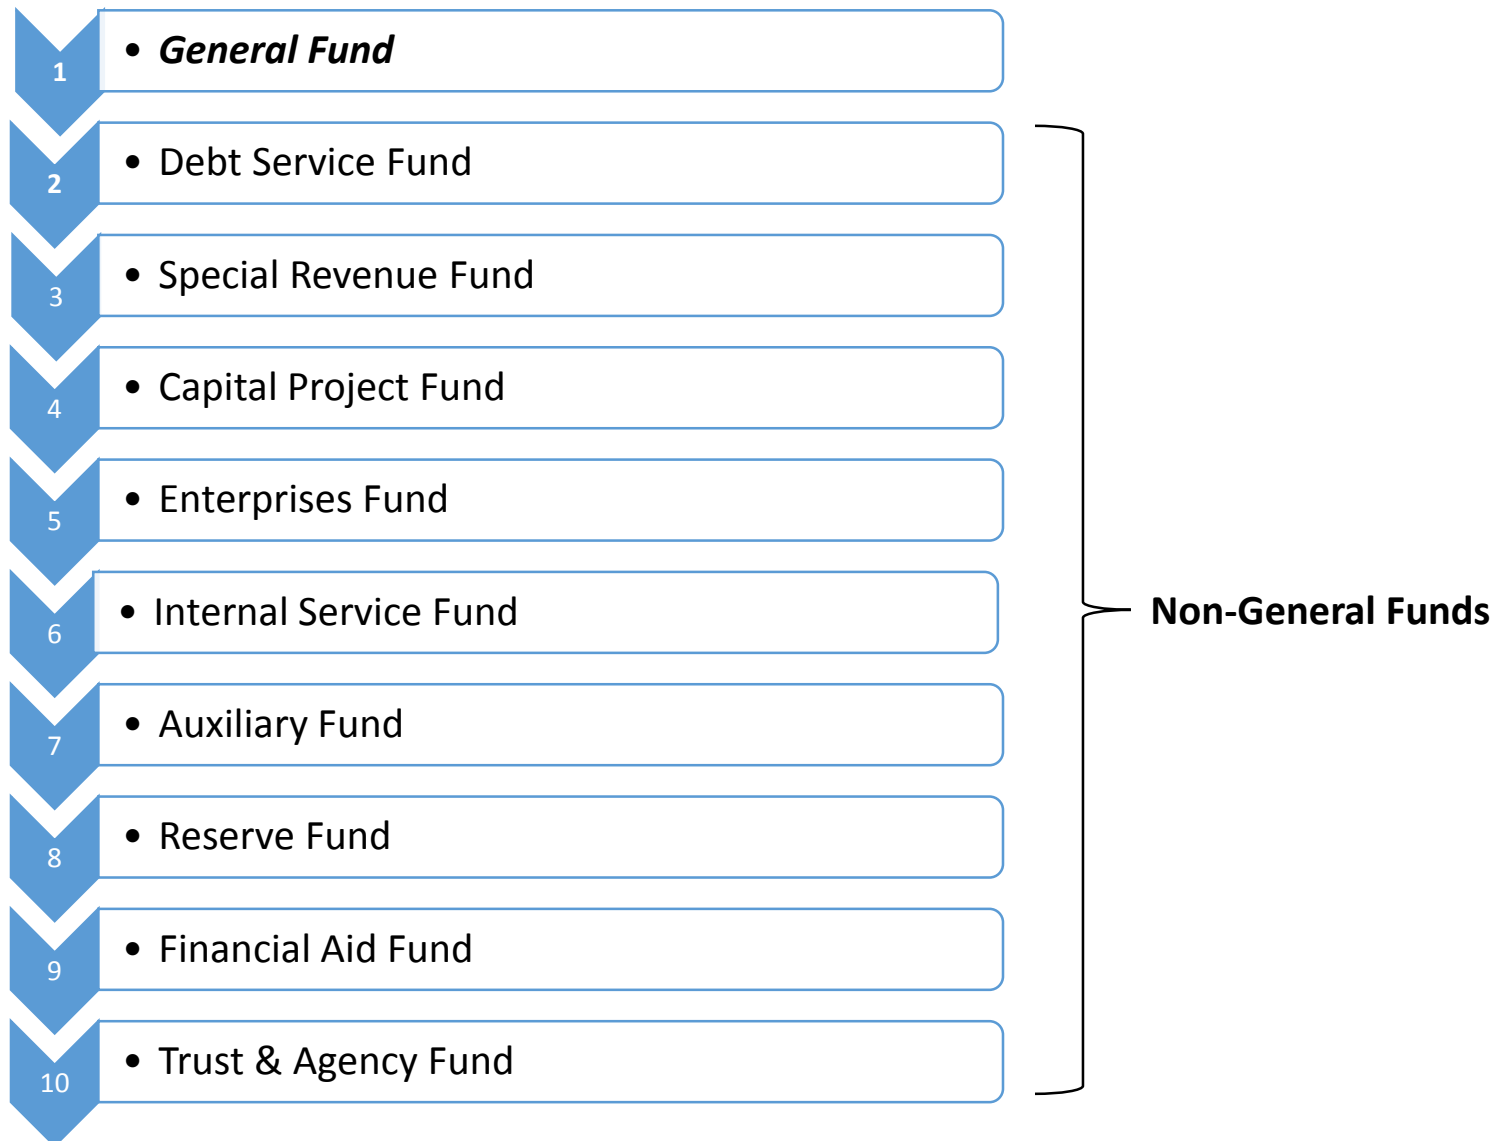 1
• General Fund
2
• Debt Service Fund
3
• Special Revenue Fund
4
• Capital Project Fund
5
• Enterprises Fund
6
• Internal Service Fund
7
• Auxiliary Fund
8
• Reserve Fund
9
• Financial Aid Fund
10
• Trust & Agency Fund
Non-General Funds